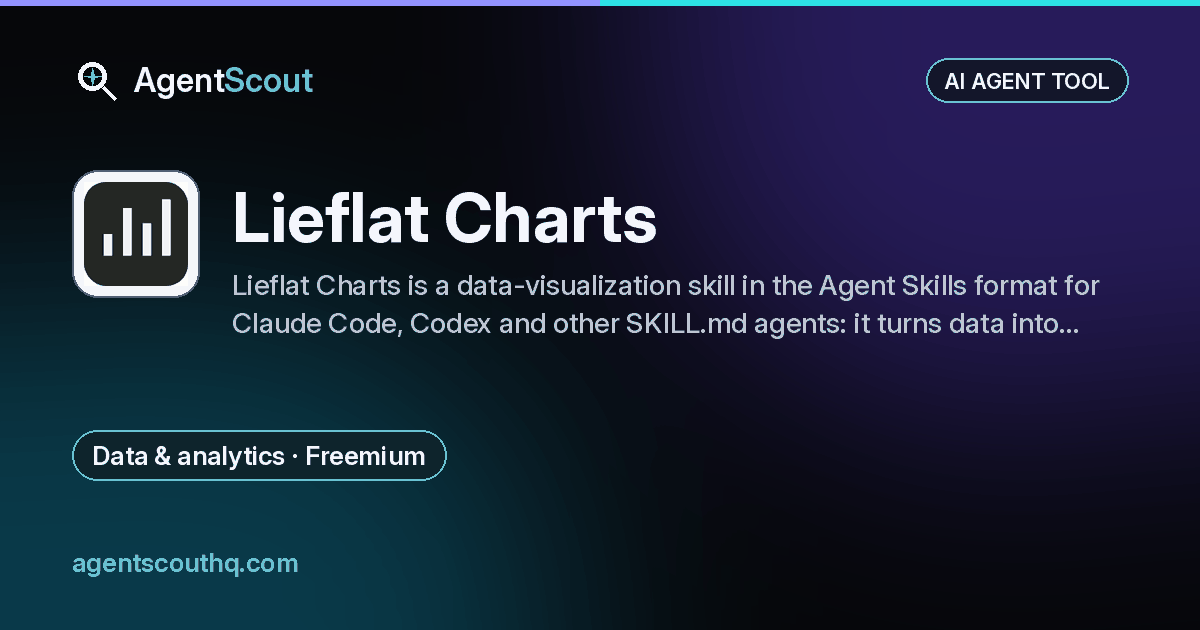 AgentScout
AI AGENT TOOL
Lieflat Charts
Lieflat Charts is a data-visualization skill in the Agent Skills format for
Claude Code, Codex and other SKILL.md agents: it turns data into...
Data & analytics · Freemium
agentscouthq.com